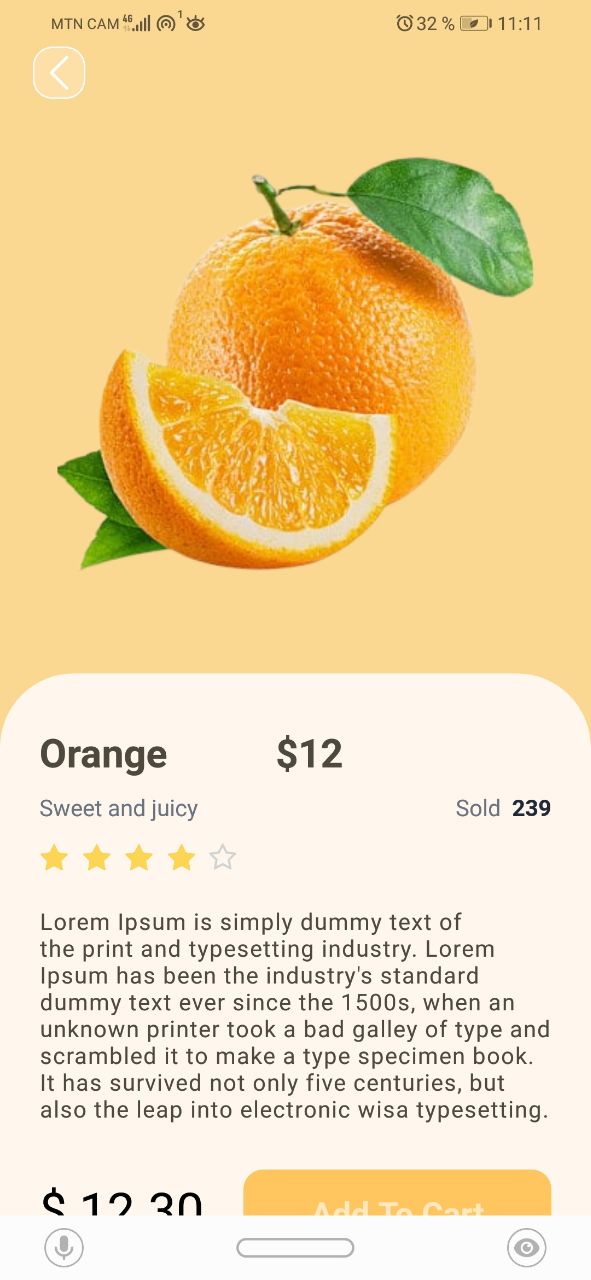 MTN CAM 4G 1 32 % 11:11
Orange $12
Sweet and juicy Sold 239
Lorem Ipsum is simply dummy text of
the print and typesetting industry. Lorem
Ipsum has been the industry's standard
dummy text ever since the 1500s, when an
unknown printer took a bad galley of type and
scrambled it to make a type specimen book.
It has survived not only five centuries, but
also the leap into electronic wisa typesetting.
$ 12.30 Add To Cart